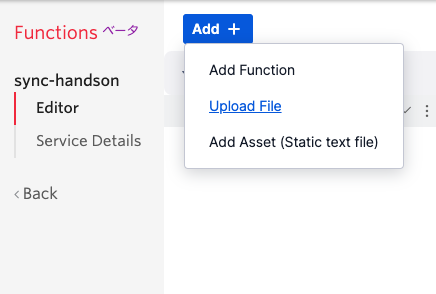 Functions ベータ
Add +
sync-handson
Add Function
Editor
Upload File
Service Details
Add Asset (Static text file)
‹ Back